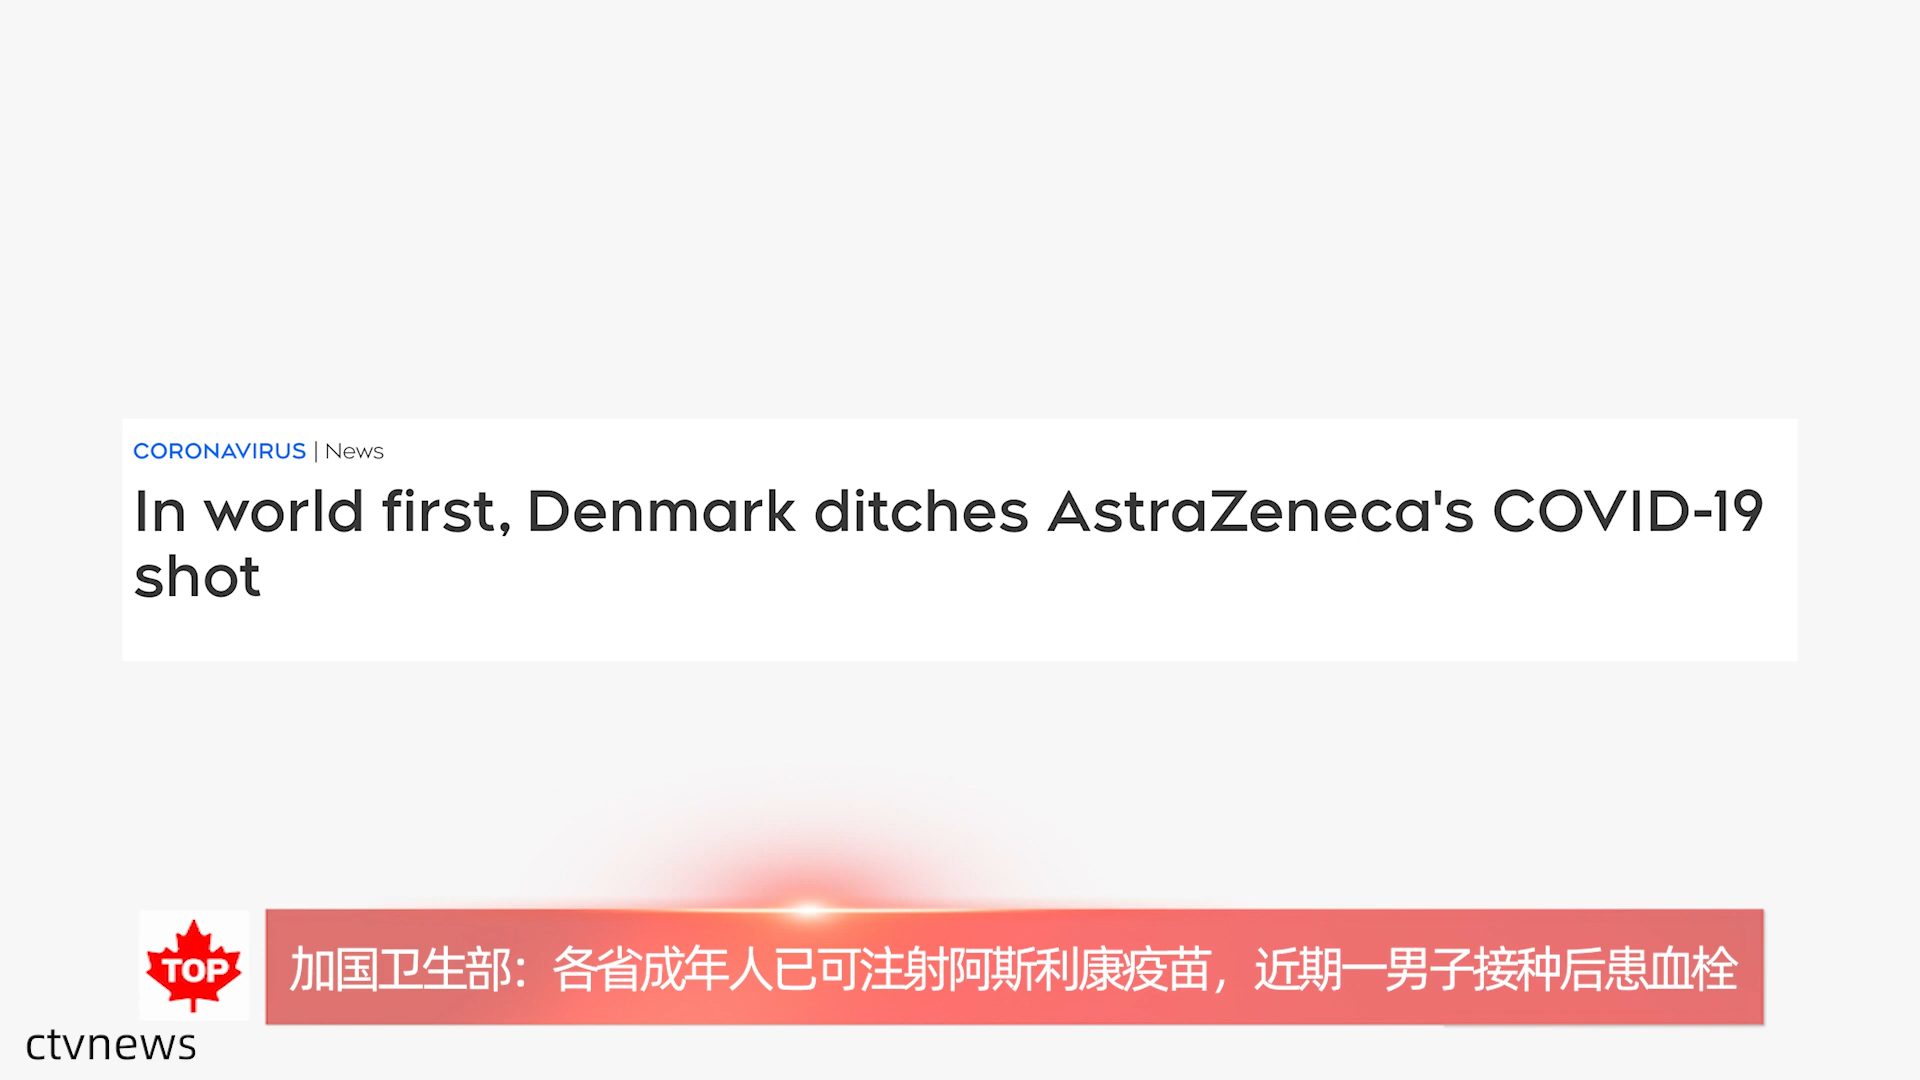 CORONAVIRUS | News
In world first, Denmark ditches AstraZeneca's COVID-19
shot
TOP
加国卫生部：各省成年人已可注射阿斯利康疫苗，近期一男子接种后患血栓
ctvnews